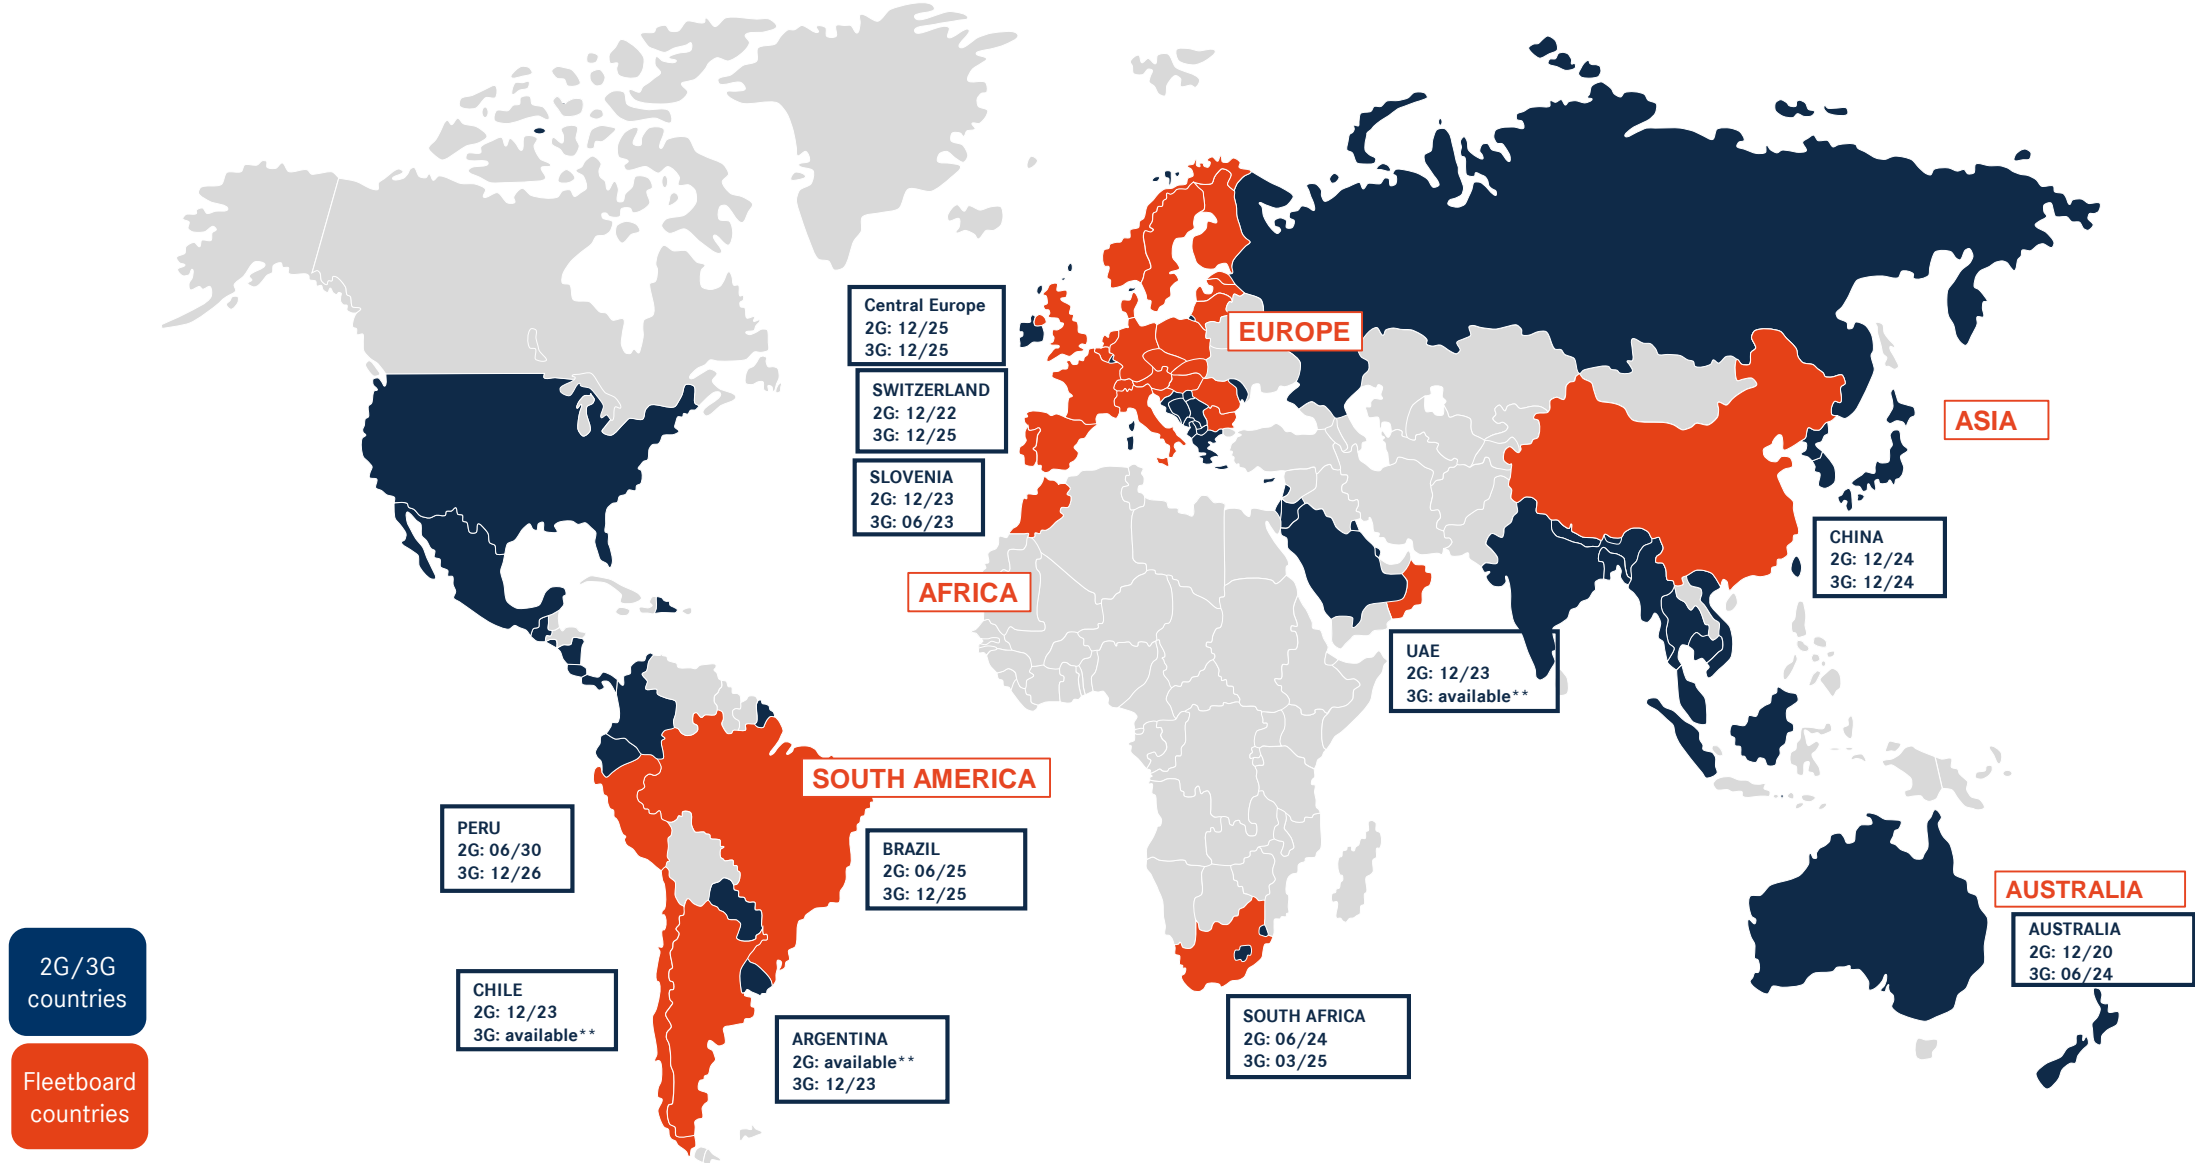 Central Europe
2G: 12/25
3G: 12/25
SWITZERLAND
2G: 12/22
3G: 12/25
SLOVENIA
2G: 12/23
3G: 06/23
EUROPE
ASIA
CHINA
2G: 12/24
3G: 12/24
AFRICA
UAE
2G: 12/23
3G: available**
SOUTH AMERICA
PERU
2G: 06/30
3G: 12/26
BRAZIL
2G: 06/25
3G: 12/25
AUSTRALIA
AUSTRALIA
2G: 12/20
3G: 06/24
2G/3G
countries
CHILE
2G: 12/23
3G: available**
ARGENTINA
2G: available**
3G: 12/23
SOUTH AFRICA
2G: 06/24
3G: 03/25
Fleetboard
countries